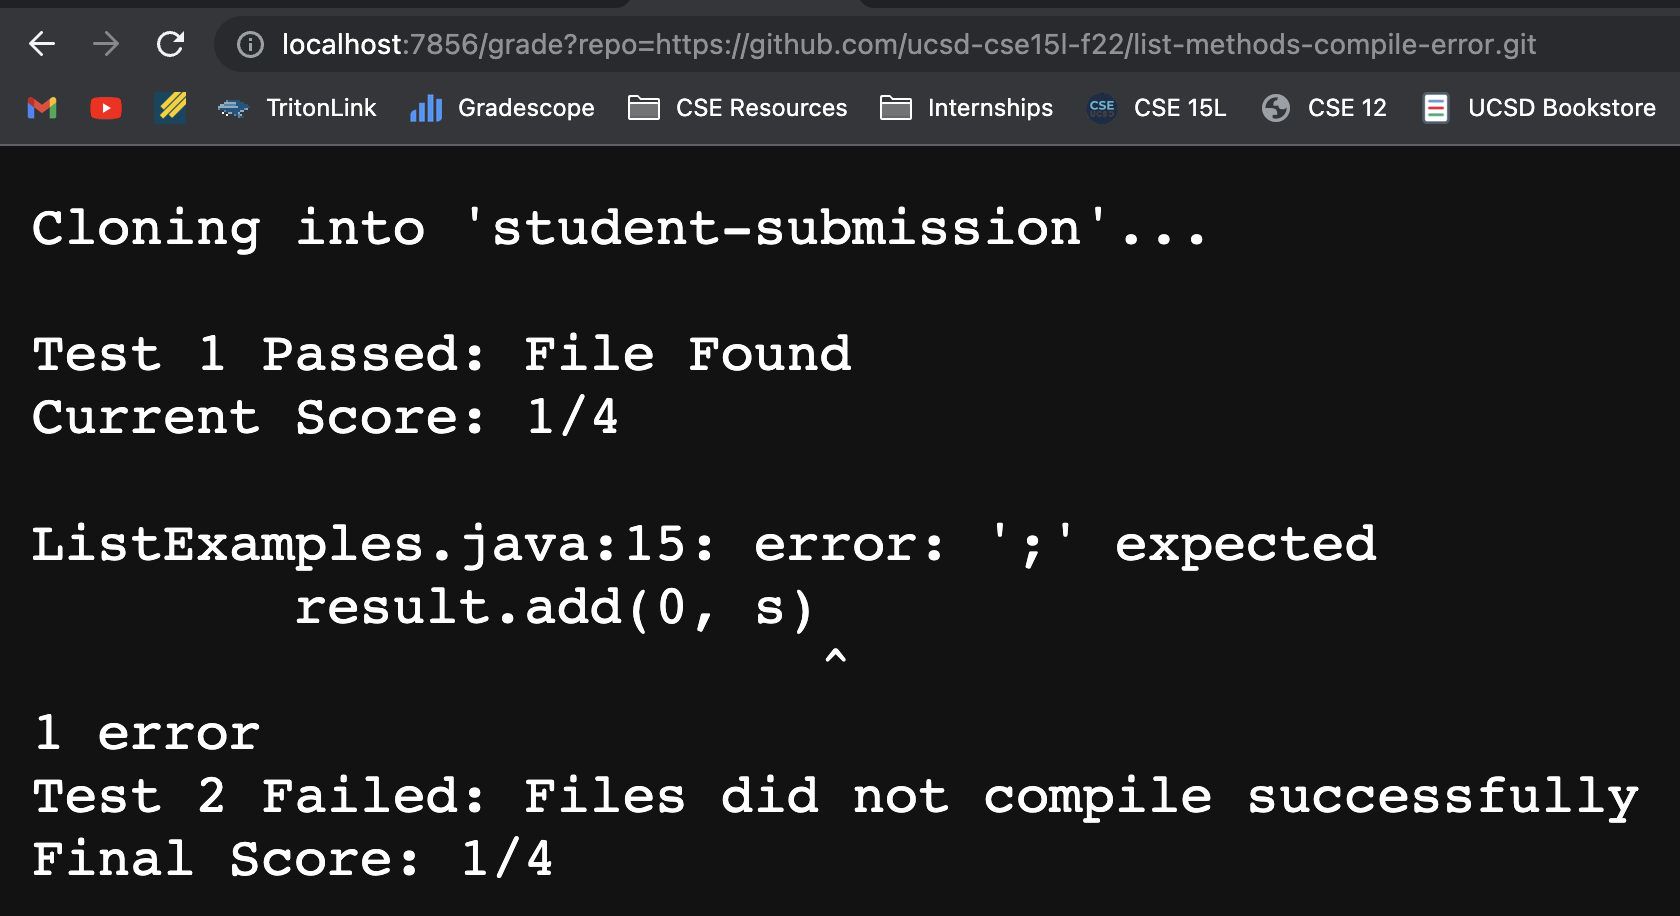 localhost:7856/grade?repo=https://github.com/ucsd-cse15l-f22/list-methods-compile-error.git
TritonLink Gradescope CSE Resources Internships CSE UCSD CSE 15L CSE 12 UCSD Bookstore
Cloning into 'student-submission'...
Test 1 Passed: File Found
Current Score: 1/4
ListExamples.java:15: error: ';' expected
result.add(0, s)
^
1 error
Test 2 Failed: Files did not compile successfully
Final Score: 1/4